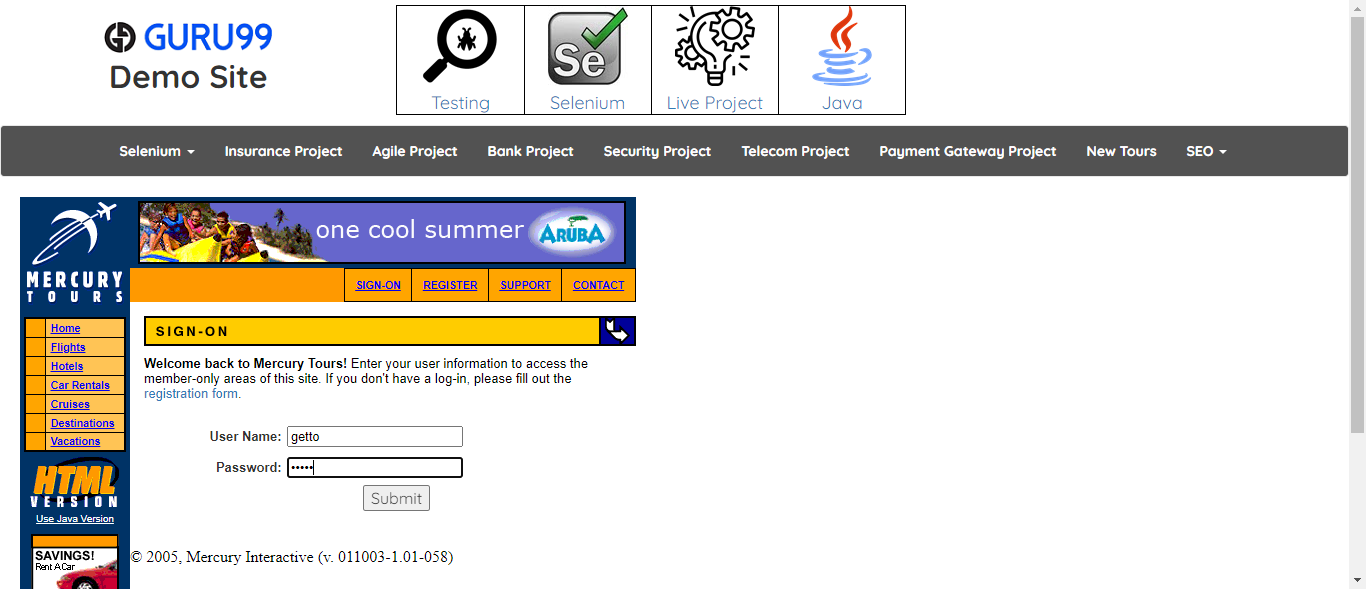 GURU99
Demo Site
Testing
Selenium
Live Project
Java
Selenium
Insurance Project
Agile Project
Bank Project
Security Project
Telecom Project
Payment Gateway Project
New Tours
SEO
MERCURY
TOURS
one cool summer
ARUBA
SIGN-ON
REGISTER
SUPPORT
CONTACT
Home
Flights
Hotels
Car Rentals
Cruises
Destinations
Vacations
HTML
VERSION
Use Java Version
SAVINGS!
Rent A Car
SIGN-ON
Welcome back to Mercury Tours! Enter your user information to access the
member-only areas of this site. If you don't have a log-in, please fill out the
registration form.
User Name: getto
Password: •••••
Submit
© 2005, Mercury Interactive (v. 011003-1.01-058)